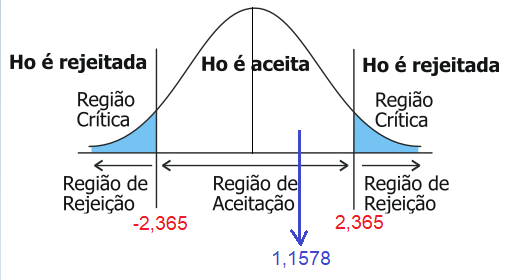 Ho é rejeitada
Ho é aceita
Ho é rejeitada
Região
Crítica
Região
Crítica
Região de
Rejeição
Região de
Aceitação
Região de
Rejeição
-2,365
2,365
1,1578